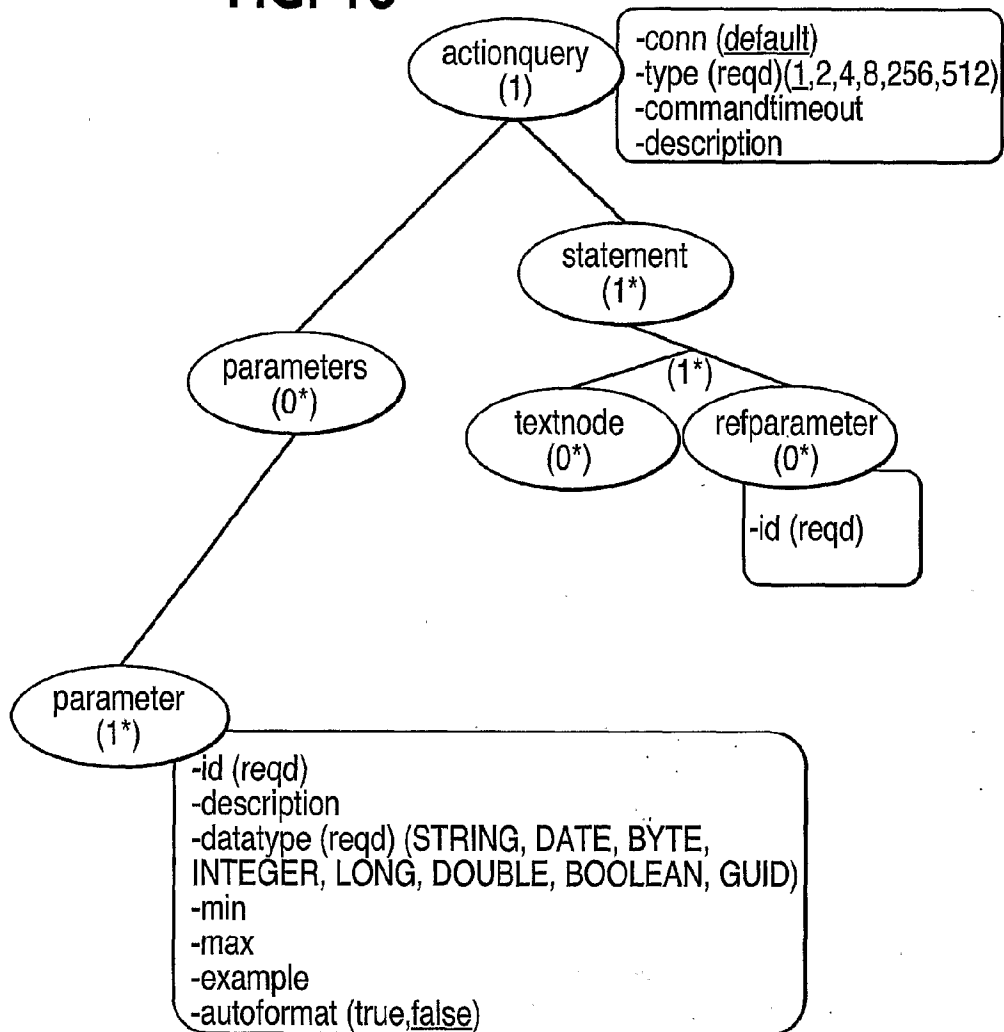 actionquery
(1)
-conn (default)
-type (reqd)(1,2,4,8,256,512)
-commandtimeout
-description
statement
(1*)
parameters
(0*)
(1*)
textnode
(0*)
refparameter
(0*)
-id (reqd)
parameter
(1*)
-id (reqd)
-description
-datatype (reqd) (STRING, DATE, BYTE,
INTEGER, LONG, DOUBLE, BOOLEAN, GUID)
-min
-max
-example
-autoformat (true,false)